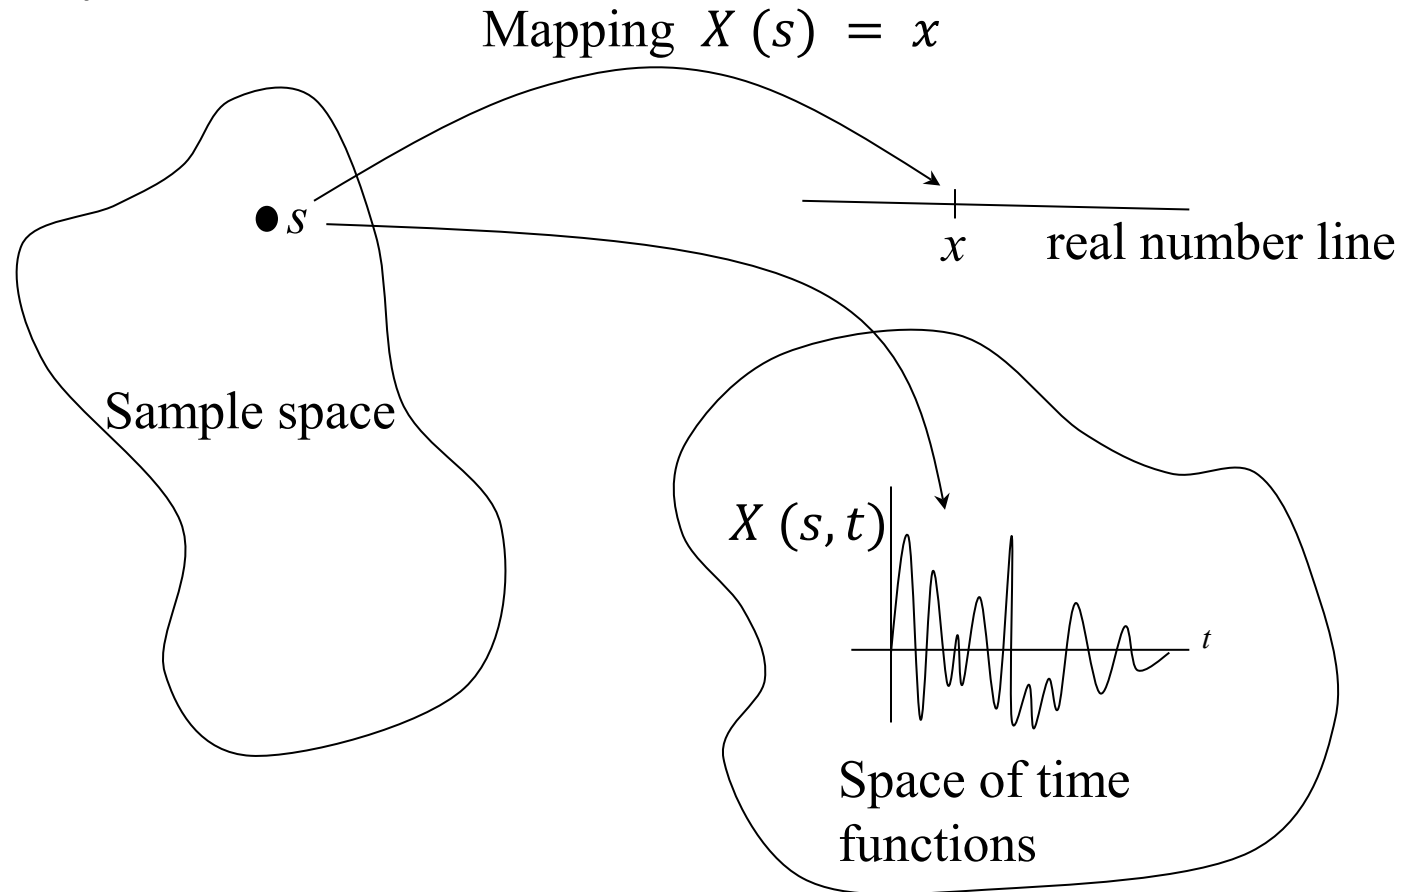 Mapping X (s) = x
s
x
real number line
Sample space
X (s, t)
t
Space of time
functions